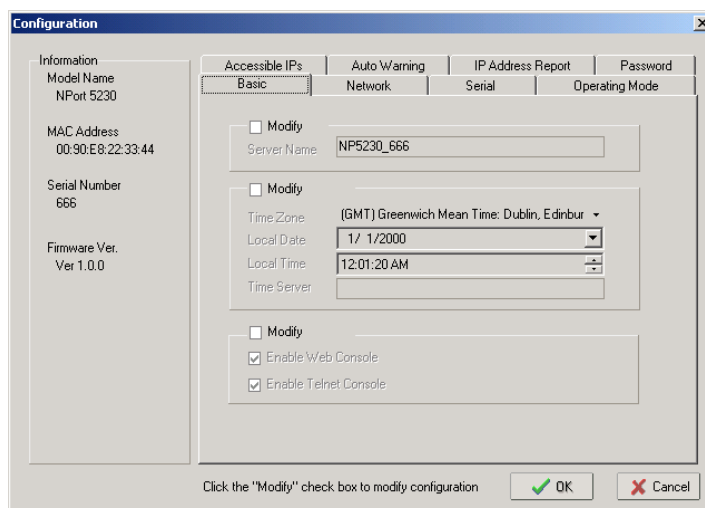 Configuration
Information
Model Name
NPort 5230
MAC Address
00:90:E8:22:33:44
Serial Number
666
Firmware Ver.
Ver 1.0.0
Accessible IPs
Auto Warning
IP Address Report
Password
Basic
Network
Serial
Operating Mode
Modify
Server Name
NP5230_666
Modify
Time Zone
(GMT) Greenwich Mean Time: Dublin, Edinbur
Local Date
1/ 1/2000
Local Time
12:01:20 AM
Time Server
Modify
Enable Web Console
Enable Telnet Console
Click the "Modify" check box to modify configuration
OK
Cancel